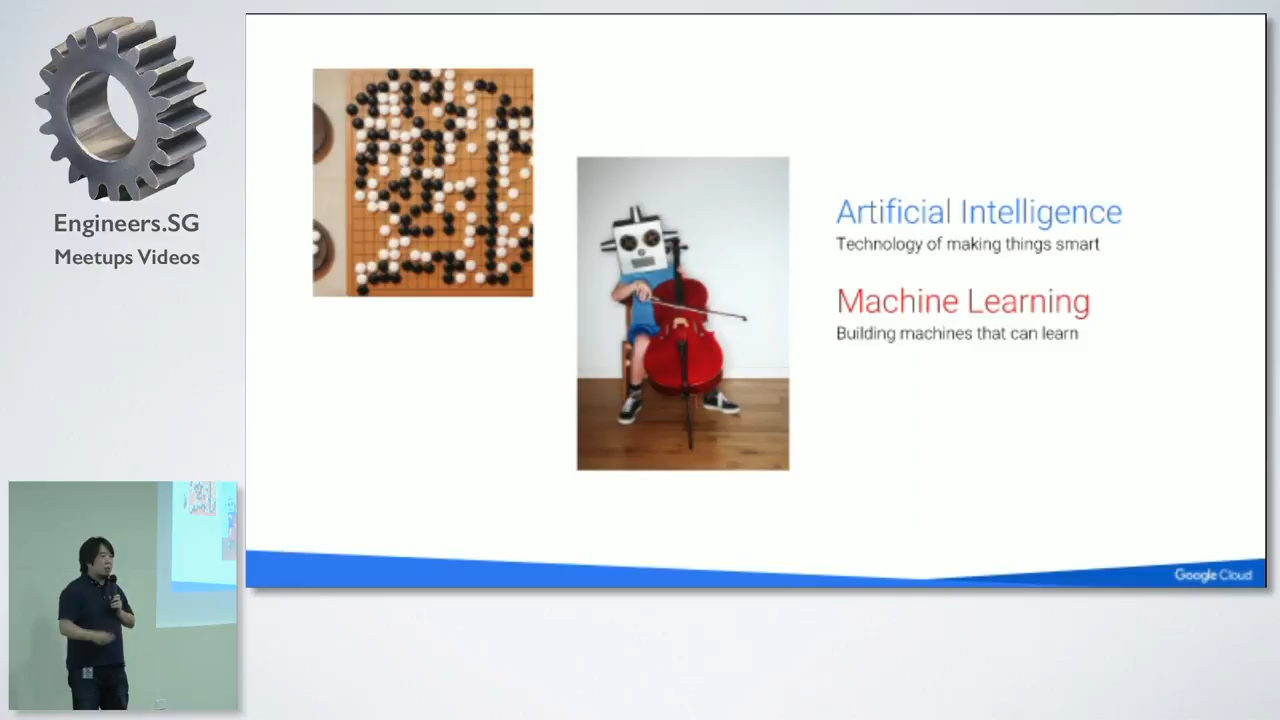 Engineers.SG
Meetups Videos
Artificial Intelligence
Technology of making things smart
Machine Learning
Building machines that can learn
Google Cloud